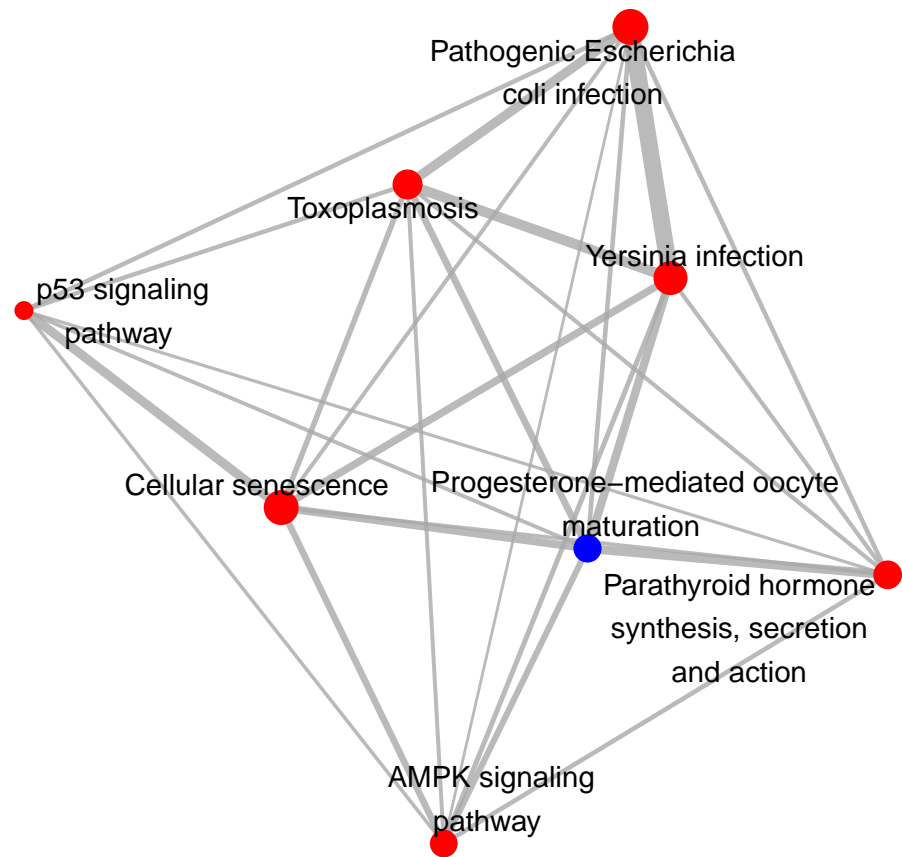 Pathogenic Escherichia
coli infection
Toxoplasmosis
Yersinia infection
p53 signaling
pathway
Cellular senescence
Progesterone−mediated oocyte
maturation
Parathyroid hormone
synthesis, secretion
and action
AMPK signaling
pathway